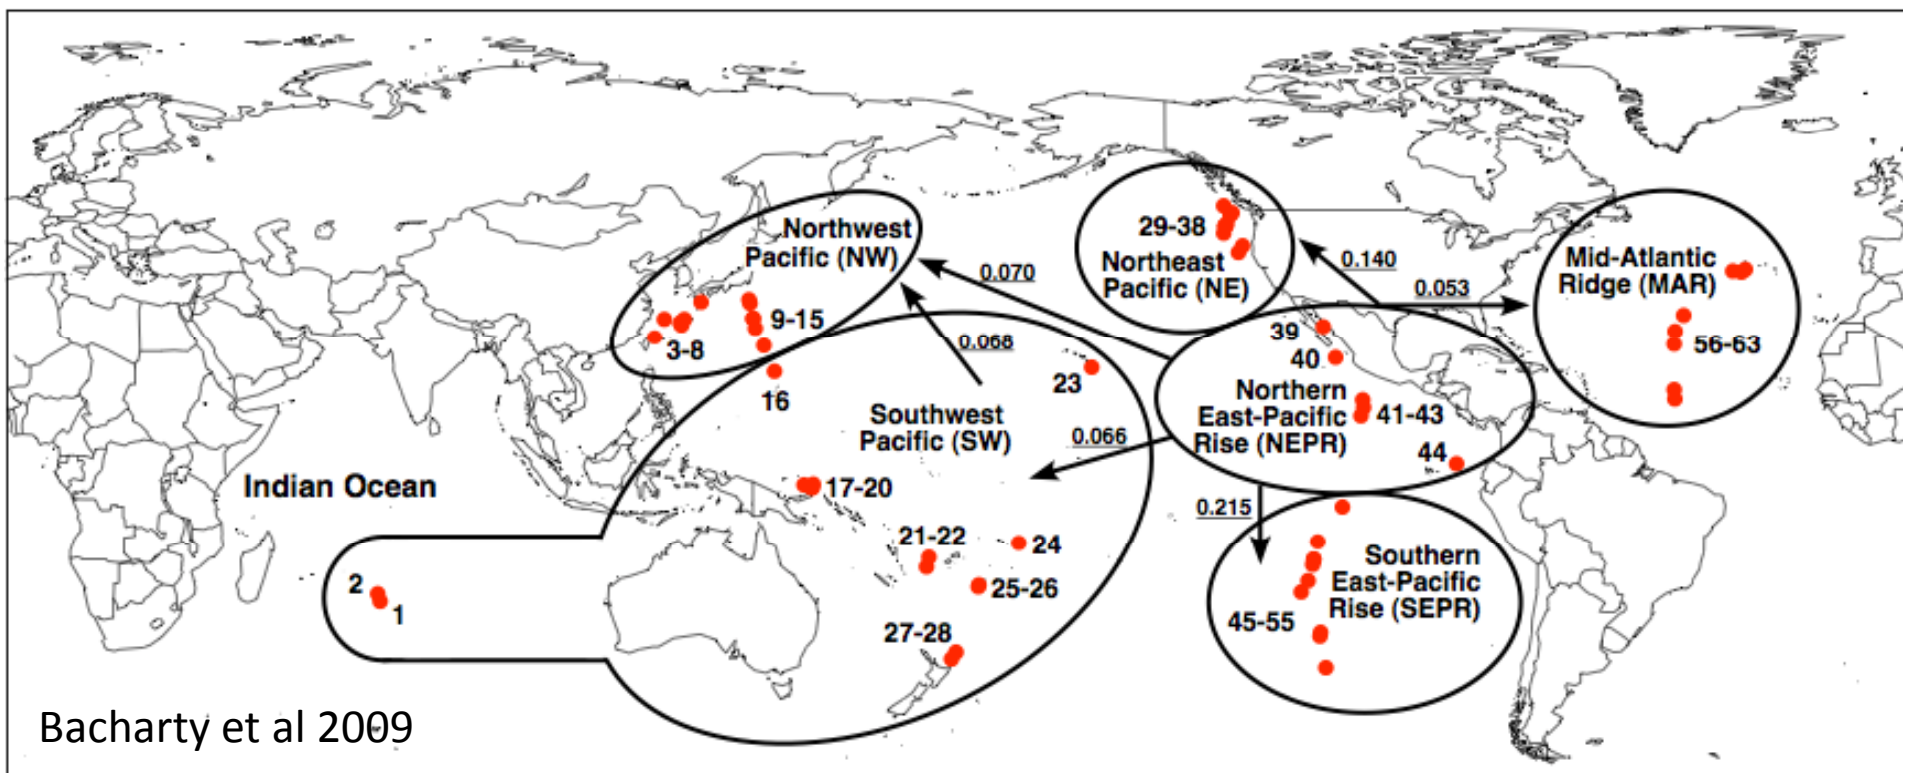 Northwest
Pacific (NW)
9-15
3-8
16
0.070
0.068
29-38
Northeast
Pacific (NE)
0.140
0.053
Mid-Atlantic
Ridge (MAR)
56-63
39
40
Northern
East-Pacific
Rise (NEPR)
41-43
44
23
Southwest
Pacific (SW)
0.066
Indian Ocean
17-20
21-22
24
25-26
27-28
2
1
0.215
Southern
East-Pacific
Rise (SEPR)
45-55
Bacharty et al 2009